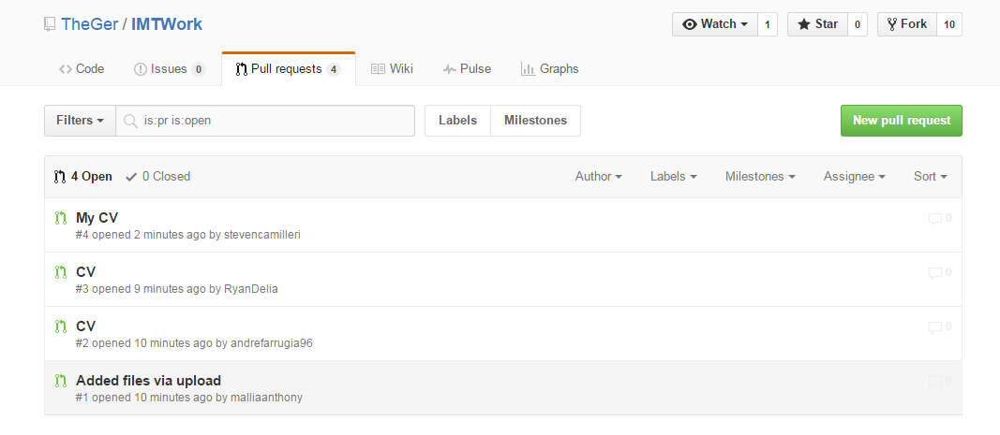 TheGer / IMTWork
Watch 1 Star 0 Fork 10
Code Issues 0 Pull requests 4 Wiki Pulse Graphs
Filters is:pr is:open Labels Milestones New pull request
4 Open 0 Closed Author Labels Milestones Assignee Sort
My CV 0
#4 opened 2 minutes ago by stevencamilleri
CV 0
#3 opened 9 minutes ago by RyanDelia
CV 0
#2 opened 10 minutes ago by andrefarrugia96
Added files via upload 0
#1 opened 10 minutes ago by malliaanthony